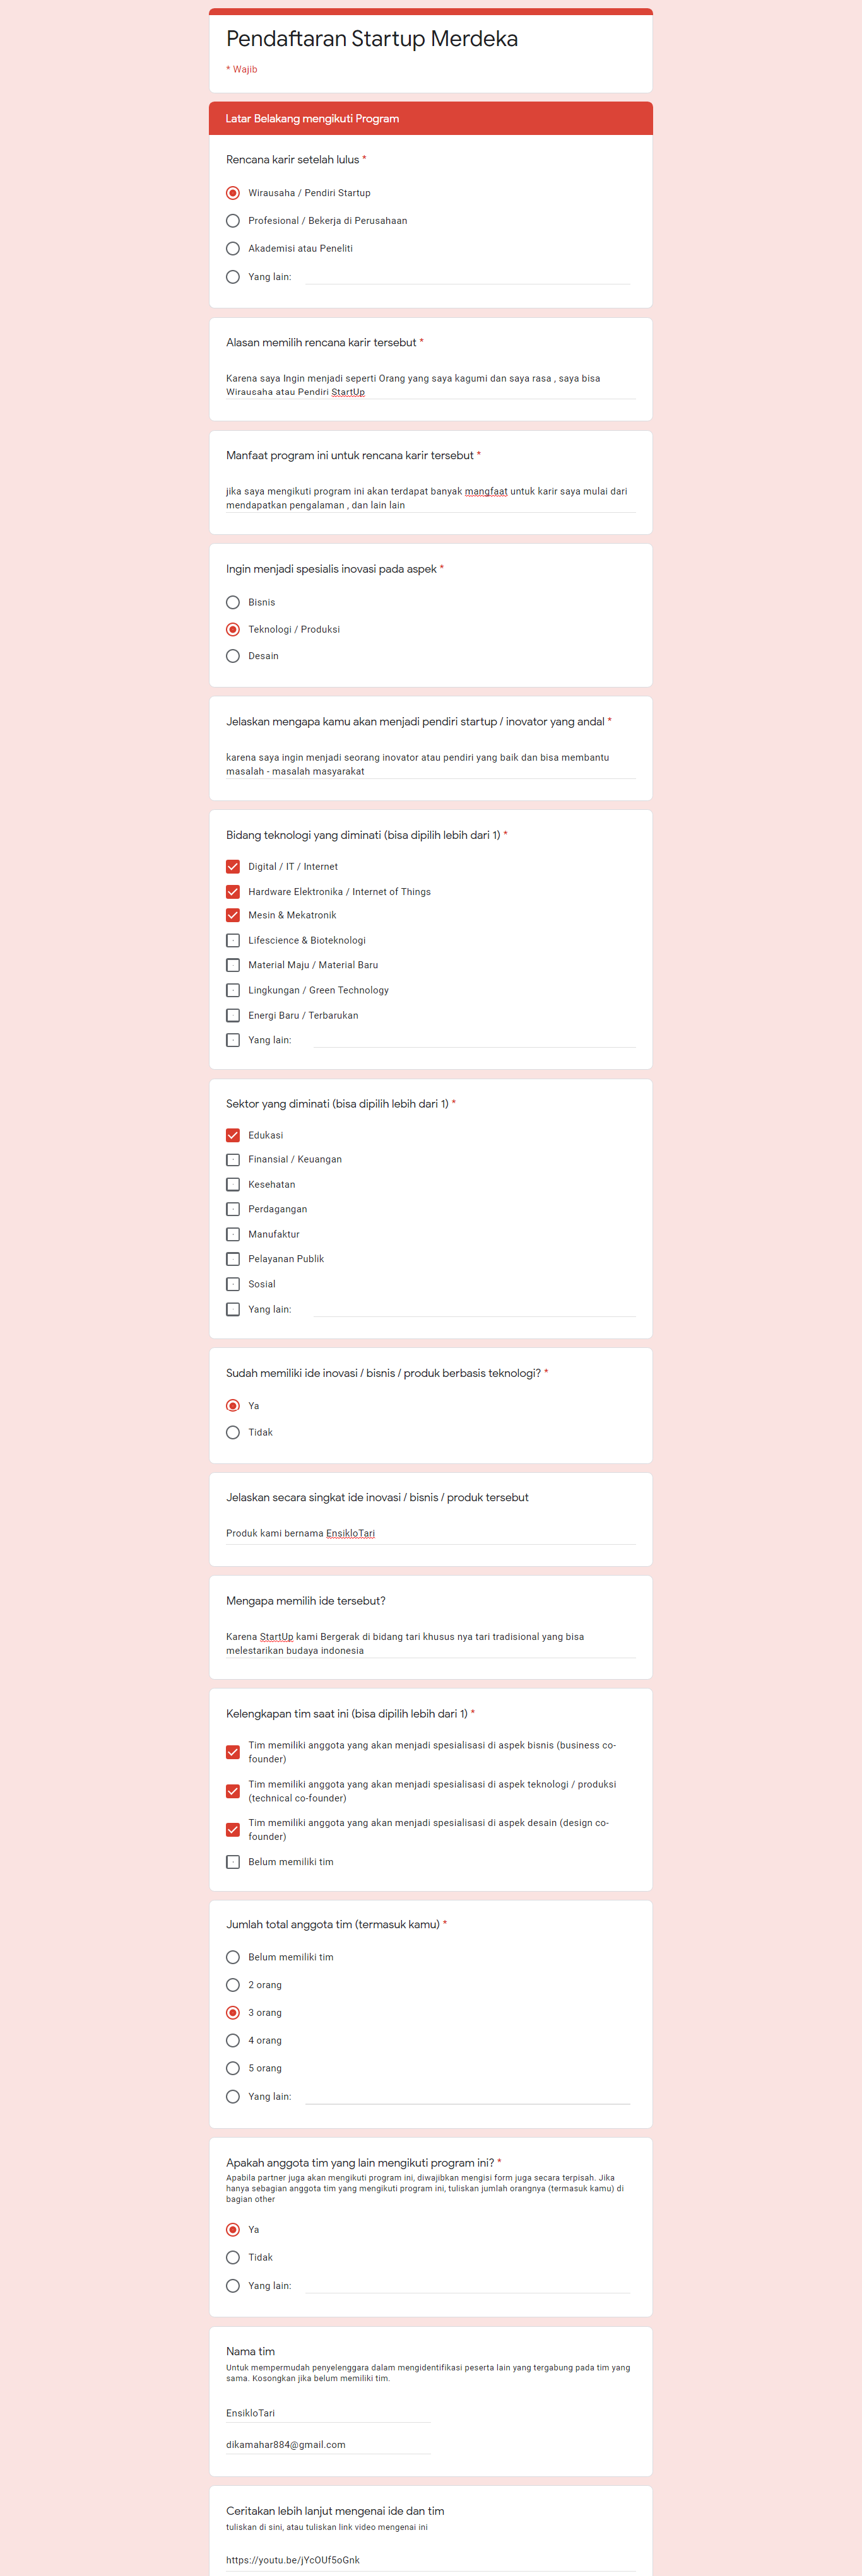 Pendaftaran Startup Merdeka
* Wajib
Latar Belakang mengikuti Program
Rencana karir setelah lulus *
Wirausaha / Pendiri Startup
Profesional / Bekerja di Perusahaan
Akademisi atau Peneliti
Yang lain:
Alasan memilih rencana karir tersebut *
Karena saya Ingin menjadi seperti Orang yang saya kagumi dan saya rasa , saya bisa
Wirausaha atau Pendiri StartUp
Manfaat program ini untuk rencana karir tersebut *
jika saya mengikuti program ini akan terdapat banyak mangfaat untuk karir saya mulai dari
mendapatkan pengalaman , dan lain lain
Ingin menjadi spesialis inovasi pada aspek *
Bisnis
Teknologi / Produksi
Desain
Jelaskan mengapa kamu akan menjadi pendiri startup / inovator yang andal *
karena saya ingin menjadi seorang inovator atau pendiri yang baik dan bisa membantu
masalah - masalah masyarakat
Bidang teknologi yang diminati (bisa dipilih lebih dari 1) *
Digital / IT / Internet
Hardware Elektronika / Internet of Things
Mesin & Mekatronik
Lifescience & Bioteknologi
Material Maju / Material Baru
Lingkungan / Green Technology
Energi Baru / Terbarukan
Yang lain:
Sektor yang diminati (bisa dipilih lebih dari 1) *
Edukasi
Finansial / Keuangan
Kesehatan
Perdagangan
Manufaktur
Pelayanan Publik
Sosial
Yang lain:
Sudah memiliki ide inovasi / bisnis / produk berbasis teknologi? *
Ya
Tidak
Jelaskan secara singkat ide inovasi / bisnis / produk tersebut
Produk kami bernama EnsikloTari
Mengapa memilih ide tersebut?
Karena StartUp kami Bergerak di bidang tari khusus nya tari tradisional yang bisa
melestarikan budaya indonesia
Kelengkapan tim saat ini (bisa dipilih lebih dari 1) *
Tim memiliki anggota yang akan menjadi spesialisasi di aspek bisnis (business co-
founder)
Tim memiliki anggota yang akan menjadi spesialisasi di aspek teknologi / produksi
(technical co-founder)
Tim memiliki anggota yang akan menjadi spesialisasi di aspek desain (design co-
founder)
Belum memiliki tim
Jumlah total anggota tim (termasuk kamu) *
Belum memiliki tim
2 orang
3 orang
4 orang
5 orang
Yang lain:
Apakah anggota tim yang lain mengikuti program ini? *
Apabila partner juga akan mengikuti program ini, diwajibkan mengisi form juga secara terpisah. Jika
hanya sebagian anggota tim yang mengikuti program ini, tuliskan jumlah orangnya (termasuk kamu) di
bagian other
Ya
Tidak
Yang lain:
Nama tim
Untuk mempermudah penyelenggara dalam mengidentifikasi peserta lain yang tergabung pada tim yang
sama. Kosongkan jika belum memiliki tim.
EnsikloTari
dikamahar884@gmail.com
Ceritakan lebih lanjut mengenai ide dan tim
tuliskan di sini, atau tuliskan link video mengenai ini
https://youtu.be/jYcOUf5oGnk